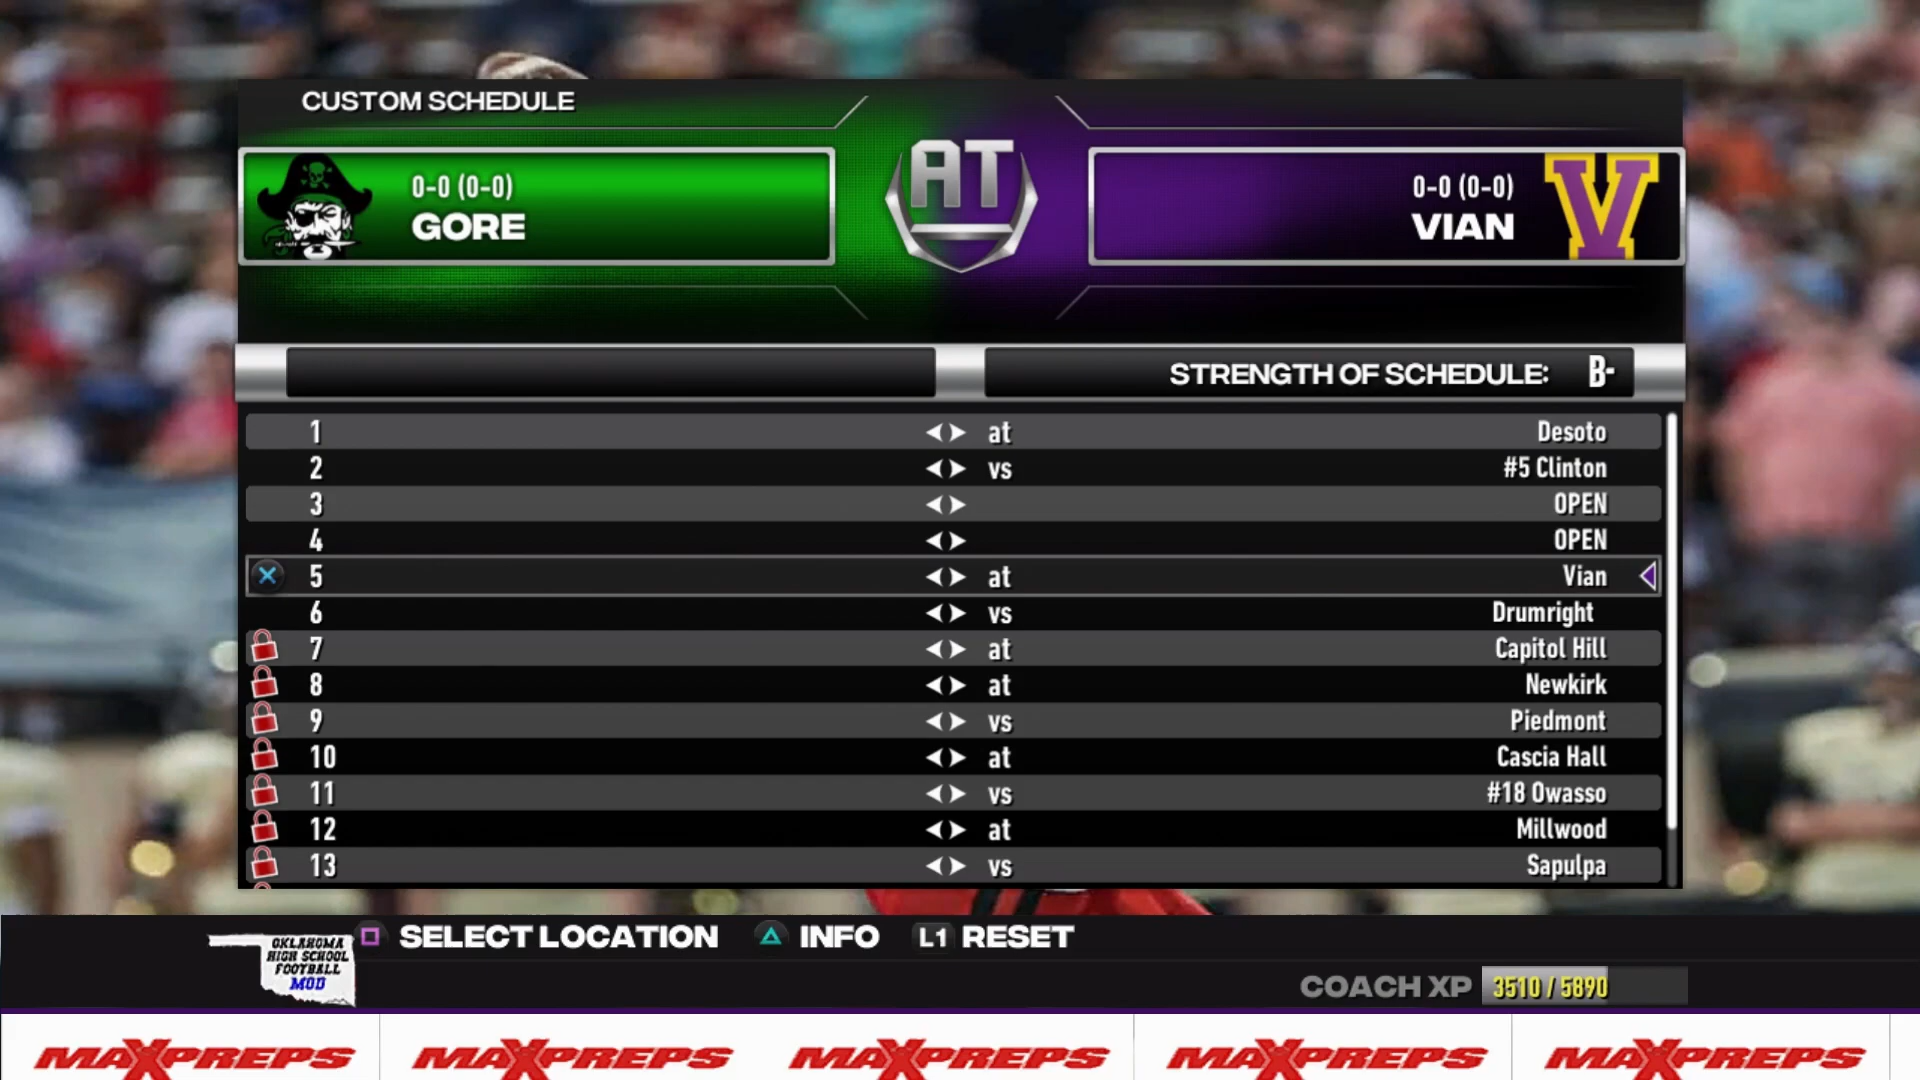 CUSTOM SCHEDULE
0-0 (0-0)
GORE
AT
0-0 (0-0)
VIAN
V
STRENGTH OF SCHEDULE: B-
1 at Desoto
2 vs #5 Clinton
3 OPEN
4 OPEN
5 at Vian
6 vs Drumright
7 at Capitol Hill
8 at Newkirk
9 vs Piedmont
10 at Cascia Hall
11 vs #18 Owasso
12 at Millwood
13 vs Sapulpa
SELECT LOCATION INFO L1 RESET
OKLAHOMA
HIGH SCHOOL
FOOTBALL
MOD
COACH XP 3510 / 5890
MAXPREPS MAXPREPS MAXPREPS MAXPREPS MAXPREPS